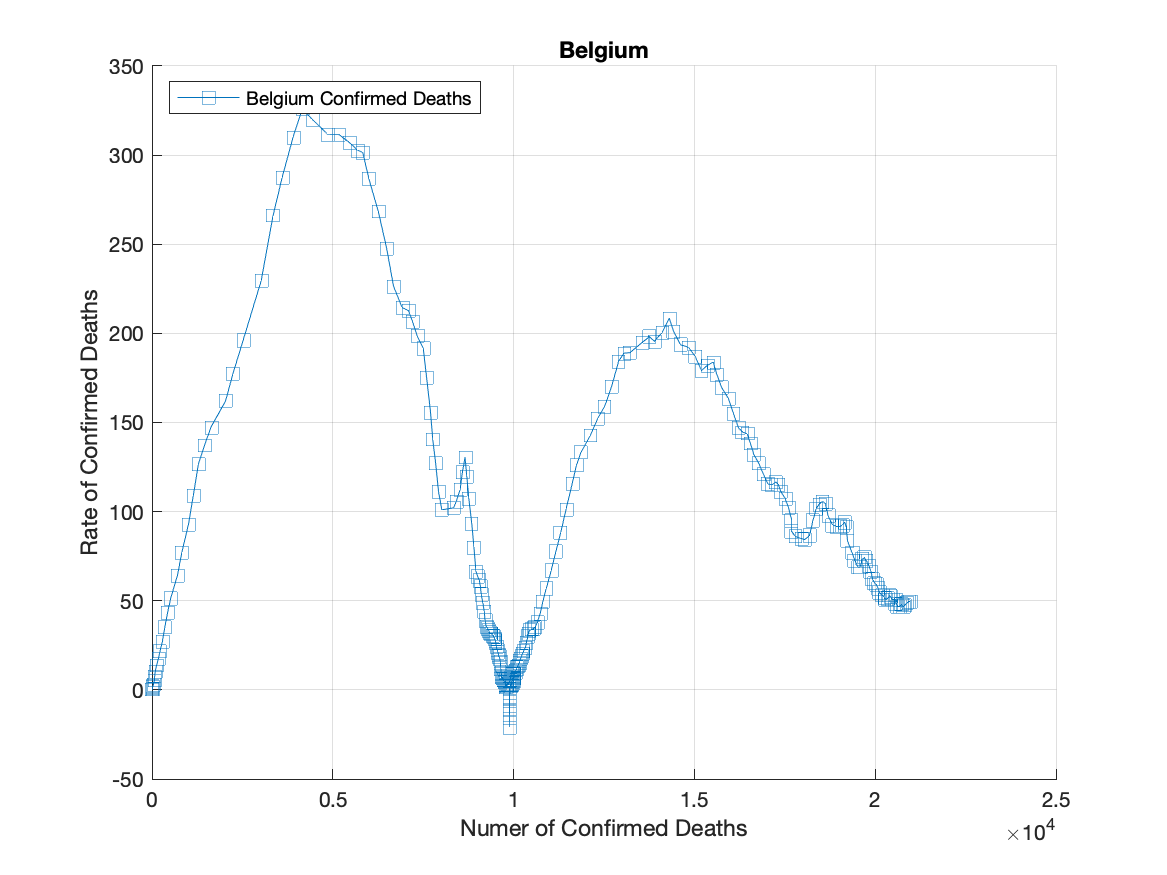 Belgium
350
Belgium Confirmed Deaths
300
250
200
150
100
50
0
-50
Rate of Confirmed Deaths
0 0.5 1 1.5 2 2.5
Numer of Confirmed Deaths
×10^4